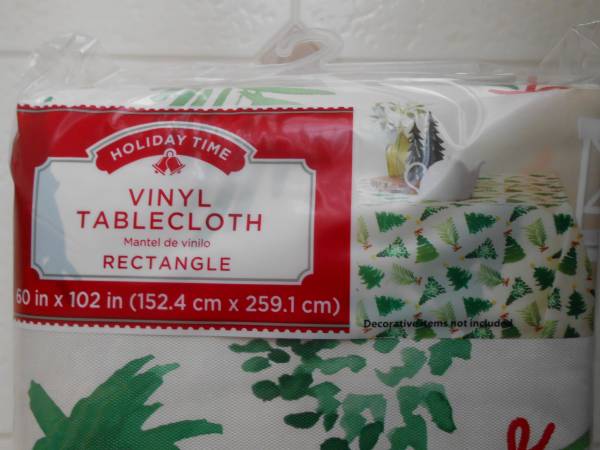 HOLIDAY TIME
VINYL
TABLECLOTH
Mantel de vinilo
RECTANGLE
60 in x 102 in (152.4 cm x 259.1 cm)
Decorative items not included